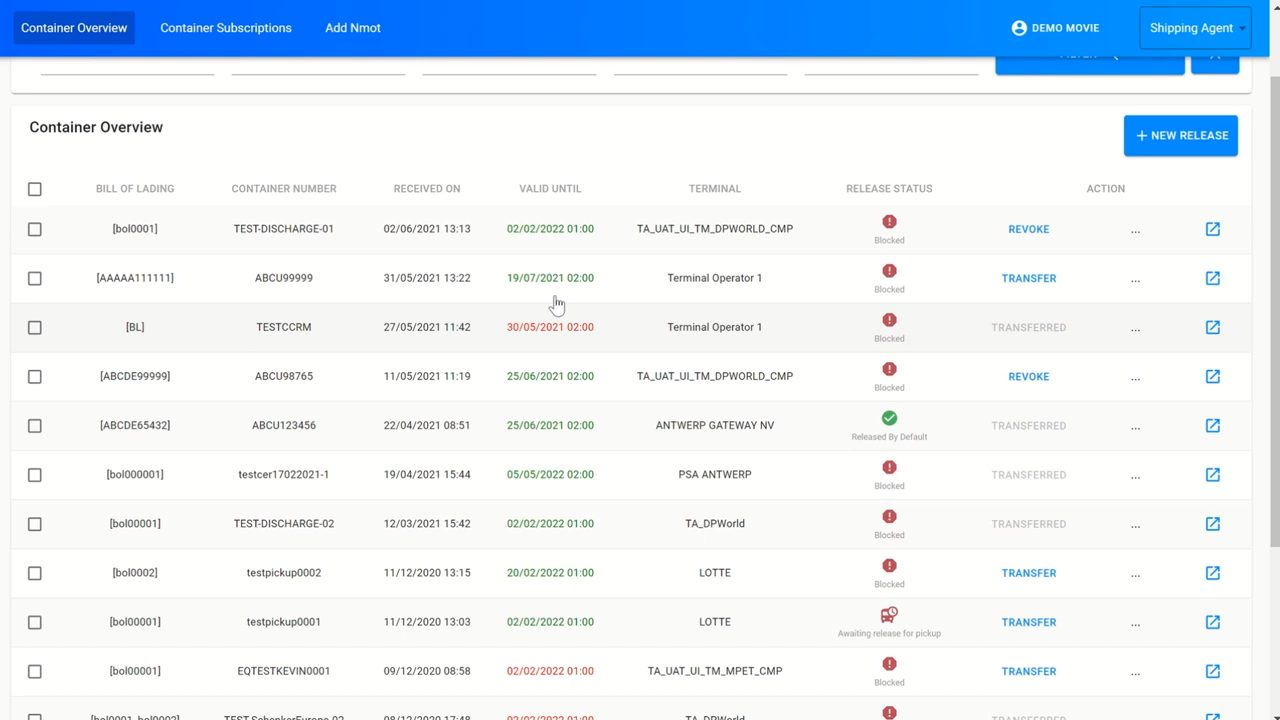 Container Overview
Container Subscriptions
Add Nmot
DEMO MOVIE
Shipping Agent
Container Overview
+ NEW RELEASE
BILL OF LADING CONTAINER NUMBER RECEIVED ON VALID UNTIL TERMINAL RELEASE STATUS ACTION
[bol0001] TEST-DISCHARGE-01 02/06/2021 13:13 02/02/2022 01:00 TA_UAT_UI_TM_DPWORLD_CMP Blocked REVOKE ...
[AAAAA111111] ABCU99999 31/05/2021 13:22 19/07/2021 02:00 Terminal Operator 1 Blocked TRANSFER ...
[BL] TESTCCRM 27/05/2021 11:42 30/05/2021 02:00 Terminal Operator 1 Blocked TRANSFERRED ...
[ABCDE99999] ABCU98765 11/05/2021 11:19 25/06/2021 02:00 TA_UAT_UI_TM_DPWORLD_CMP Blocked REVOKE ...
[ABCDE65432] ABCU123456 22/04/2021 08:51 25/06/2021 02:00 ANTWERP GATEWAY NV Released By Default TRANSFERRED ...
[bol000001] testcer17022021-1 19/04/2021 15:44 05/05/2022 02:00 PSA ANTWERP Blocked TRANSFERRED ...
[bol00001] TEST-DISCHARGE-02 12/03/2021 15:42 02/02/2022 01:00 TA_DPWorld Blocked TRANSFERRED ...
[bol0002] testpickup0002 11/12/2020 13:15 20/02/2022 01:00 LOTTE Blocked TRANSFER ...
[bol00001] testpickup0001 11/12/2020 13:03 02/02/2022 01:00 LOTTE Awaiting release for pickup TRANSFER ...
[bol00001] EQTESTKEVIN0001 09/12/2020 08:58 02/02/2022 01:00 TA_UAT_UI_TM_MPET_CMP Blocked TRANSFER ...